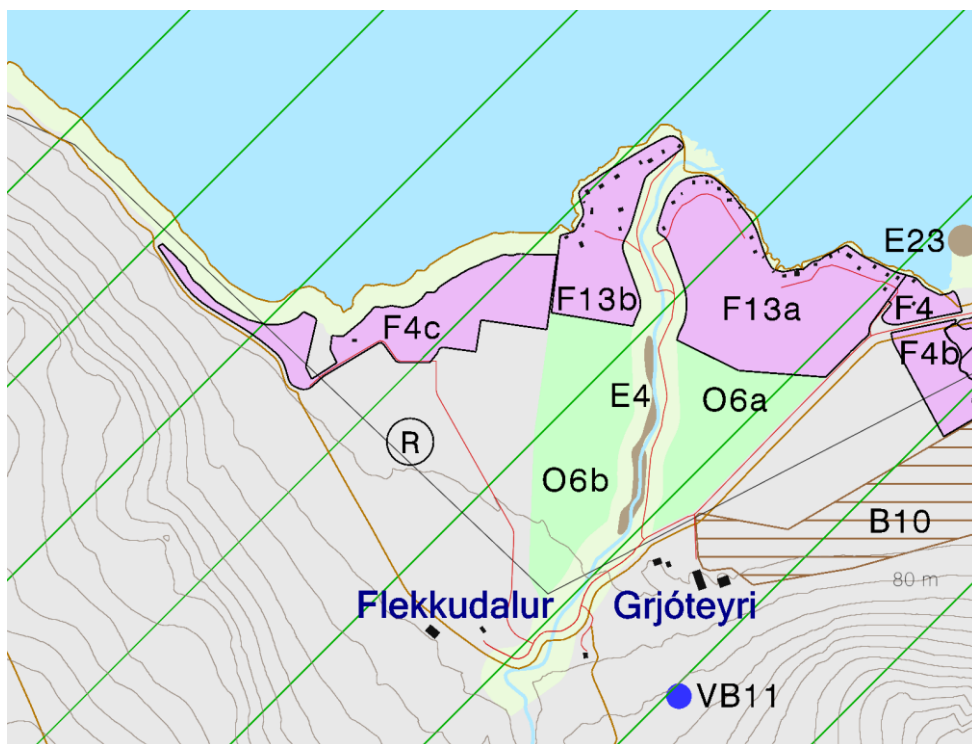 E23
F13b
F13a
F4
F4c
F4b
E4
O6a
R
O6b
B10
80 m
Flekkudalur
Grjóteyri
VB11